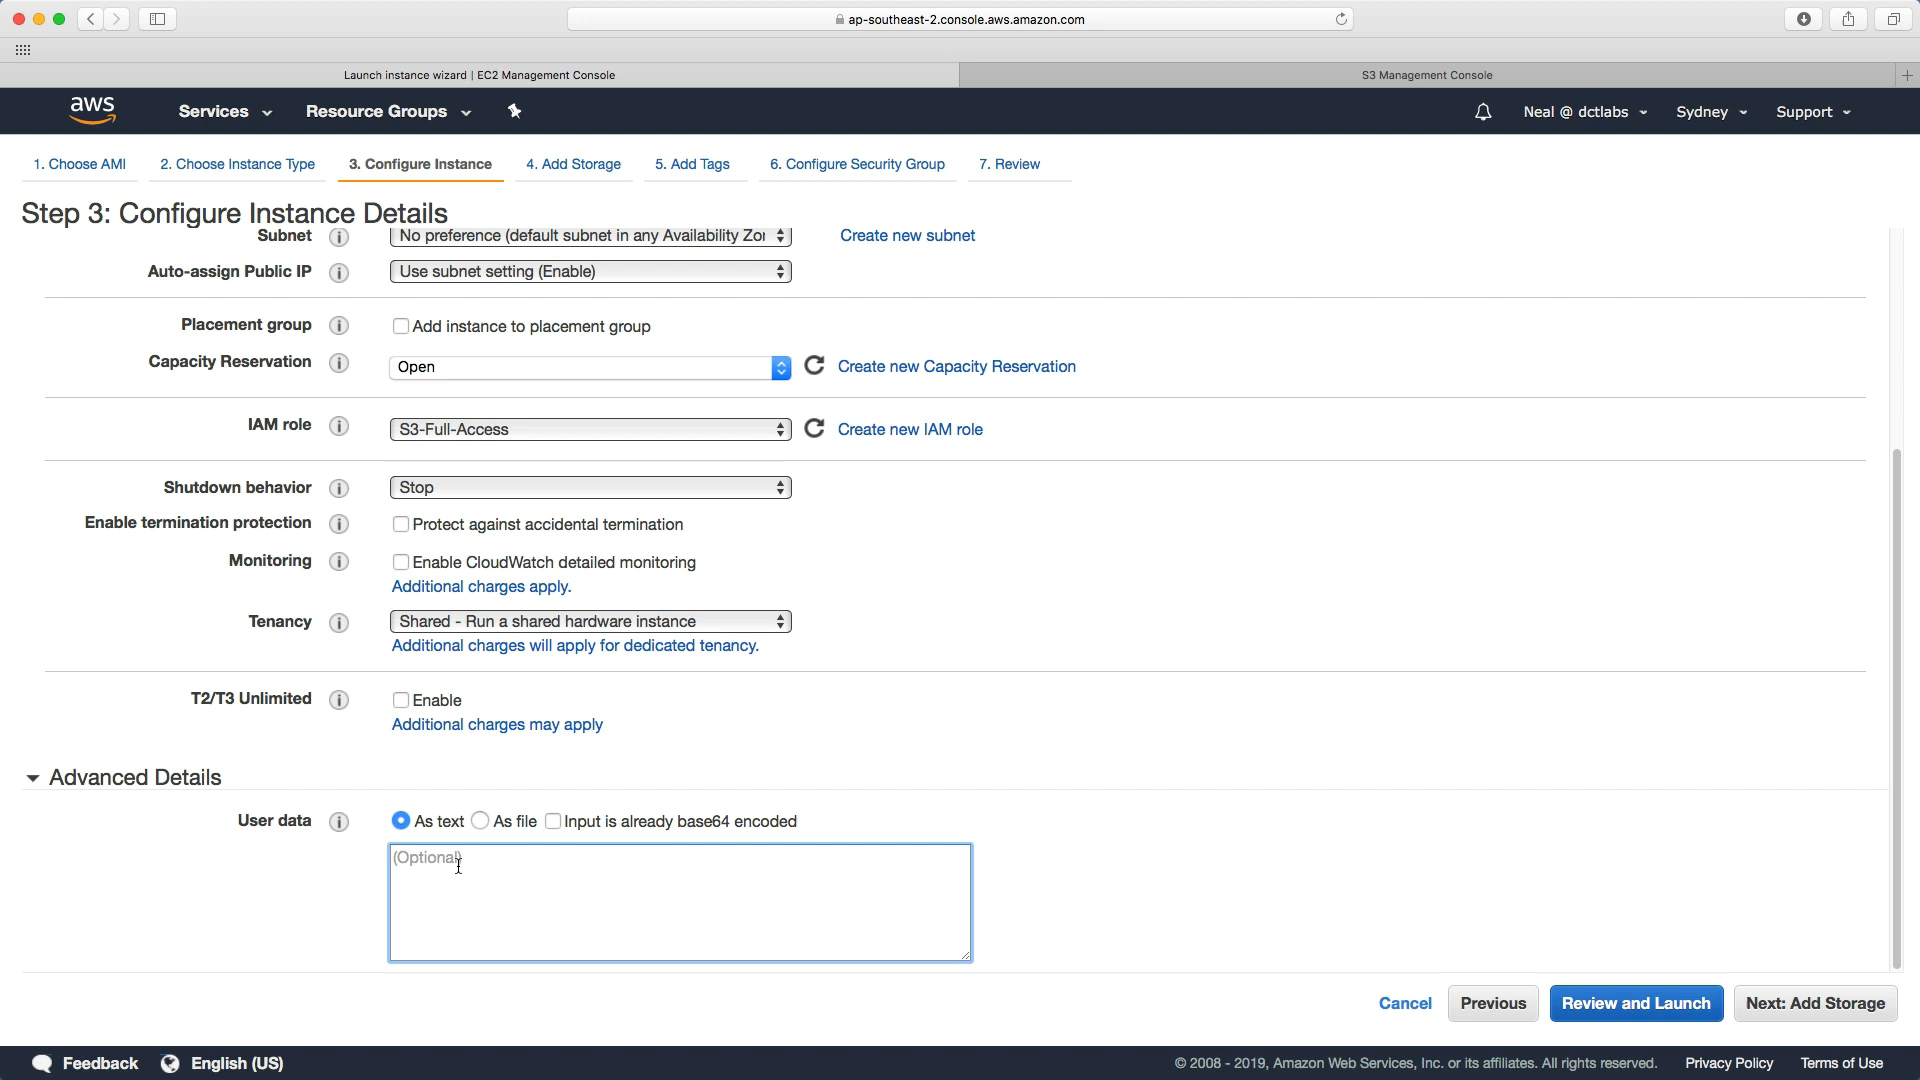 ap-southeast-2.console.aws.amazon.com
Launch instance wizard | EC2 Management Console
S3 Management Console
aws
Services
Resource Groups
Neal @ dctlabs
Sydney
Support
1. Choose AMI
2. Choose Instance Type
3. Configure Instance
4. Add Storage
5. Add Tags
6. Configure Security Group
7. Review
Step 3: Configure Instance Details
Subnet
No preference (default subnet in any Availability Zor
Create new subnet
Auto-assign Public IP
Use subnet setting (Enable)
Placement group
Add instance to placement group
Capacity Reservation
Open
Create new Capacity Reservation
IAM role
S3-Full-Access
Create new IAM role
Shutdown behavior
Stop
Enable termination protection
Protect against accidental termination
Monitoring
Enable CloudWatch detailed monitoring
Additional charges apply.
Tenancy
Shared - Run a shared hardware instance
Additional charges will apply for dedicated tenancy.
T2/T3 Unlimited
Enable
Additional charges may apply
Advanced Details
User data
As text
As file
Input is already base64 encoded
(Optional)
Cancel
Previous
Review and Launch
Next: Add Storage
Feedback
English (US)
© 2008 - 2019, Amazon Web Services, Inc. or its affiliates. All rights reserved.
Privacy Policy
Terms of Use